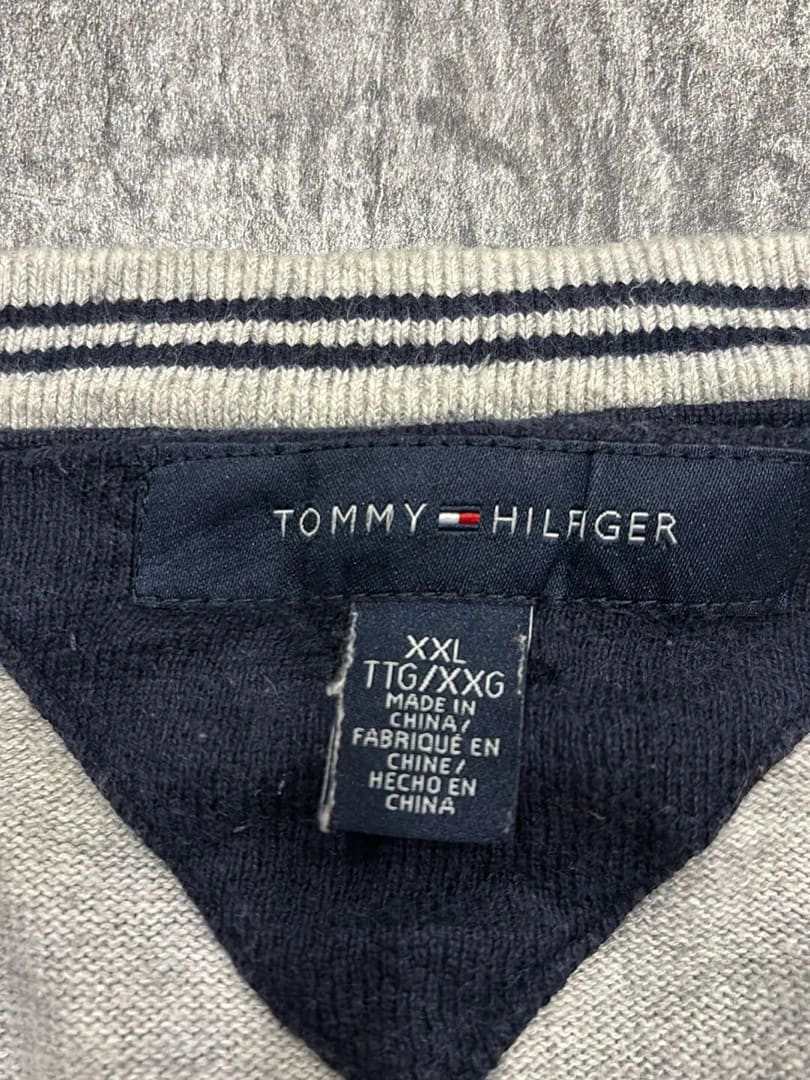 TOMMY HILFIGER
XXL
TTG/XXG
MADE IN
CHINA/
FABRIQUÉ EN
CHINE/
HECHO EN
CHINA